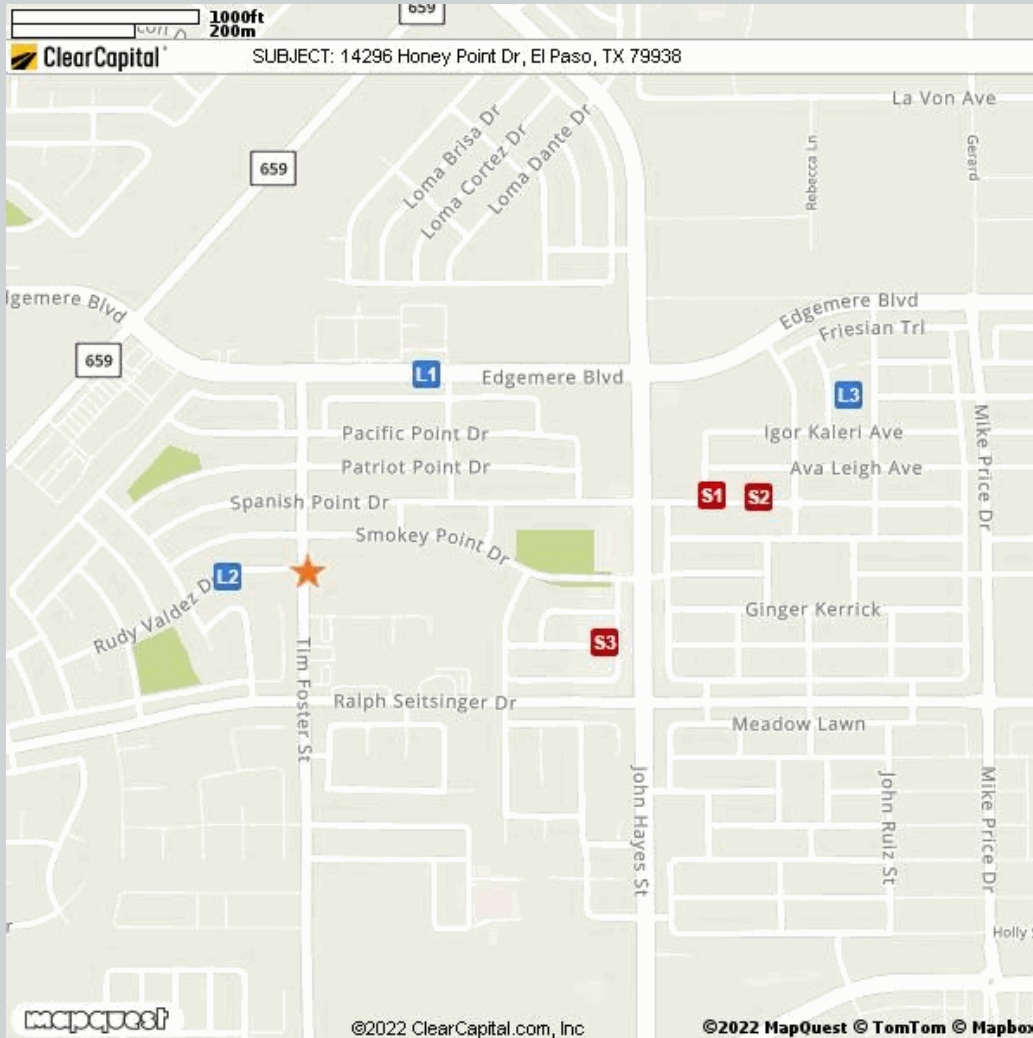 1000ft
200m
659
ClearCapital
SUBJECT: 14296 Honey Point Dr, El Paso, TX 79938
La Von Ave
Rebecca Ln
Gerard
Loma Brisa Dr
Loma Cortez Dr
Loma Dante Dr
659
lgemere Blvd
Edgemere Blvd
Friesian Trl
659
L1
Edgemere Blvd
L3
Mike Price Dr
Pacific Point Dr
Igor Kaleri Ave
Patriot Point Dr
Ava Leigh Ave
Spanish Point Dr
S1
S2
Smokey Point Dr
L2
Rudy Valdez D
Ginger Kerrick
S3
Tim Foster St
Ralph Seitsinger Dr
Meadow Lawn
John Hayes St
John Ruiz St
Mike Price Dr
r
Holly
mapquest
©2022 ClearCapital.com, Inc
©2022 MapQuest © TomTom © Mapbox